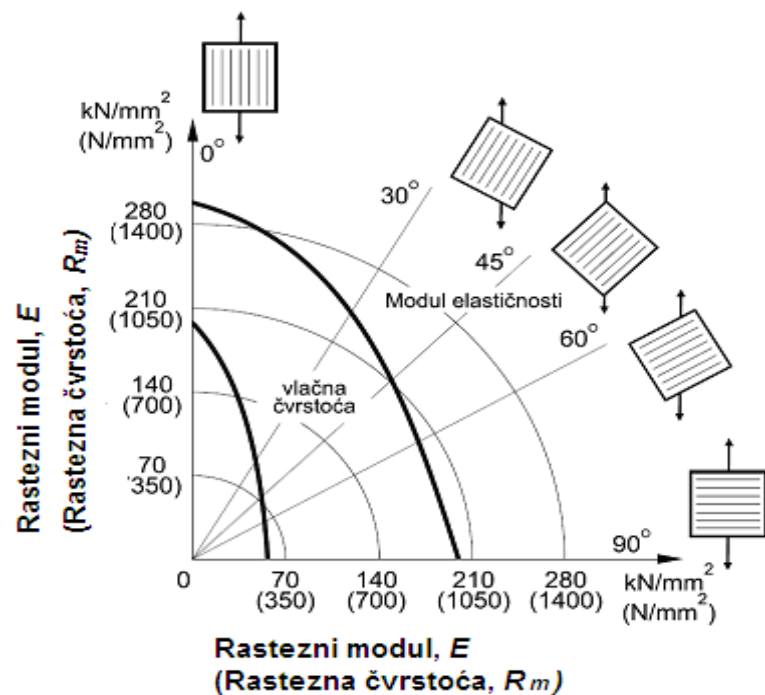 kN/mm²
(N/mm²)
0°
30°
45°
60°
90°
280
(1400)
210
(1050)
140
(700)
70
'350)
Modul elastičnosti
vlačna
čvrstoća
0
70
(350)
140
(700)
210
(1050)
280
(1400)
kN/mm²
(N/mm²)
Rastezni modul, E
(Rastezna čvrstoća, Rm)
Rastezni modul, E
(Rastezna čvrstoća, Rm)